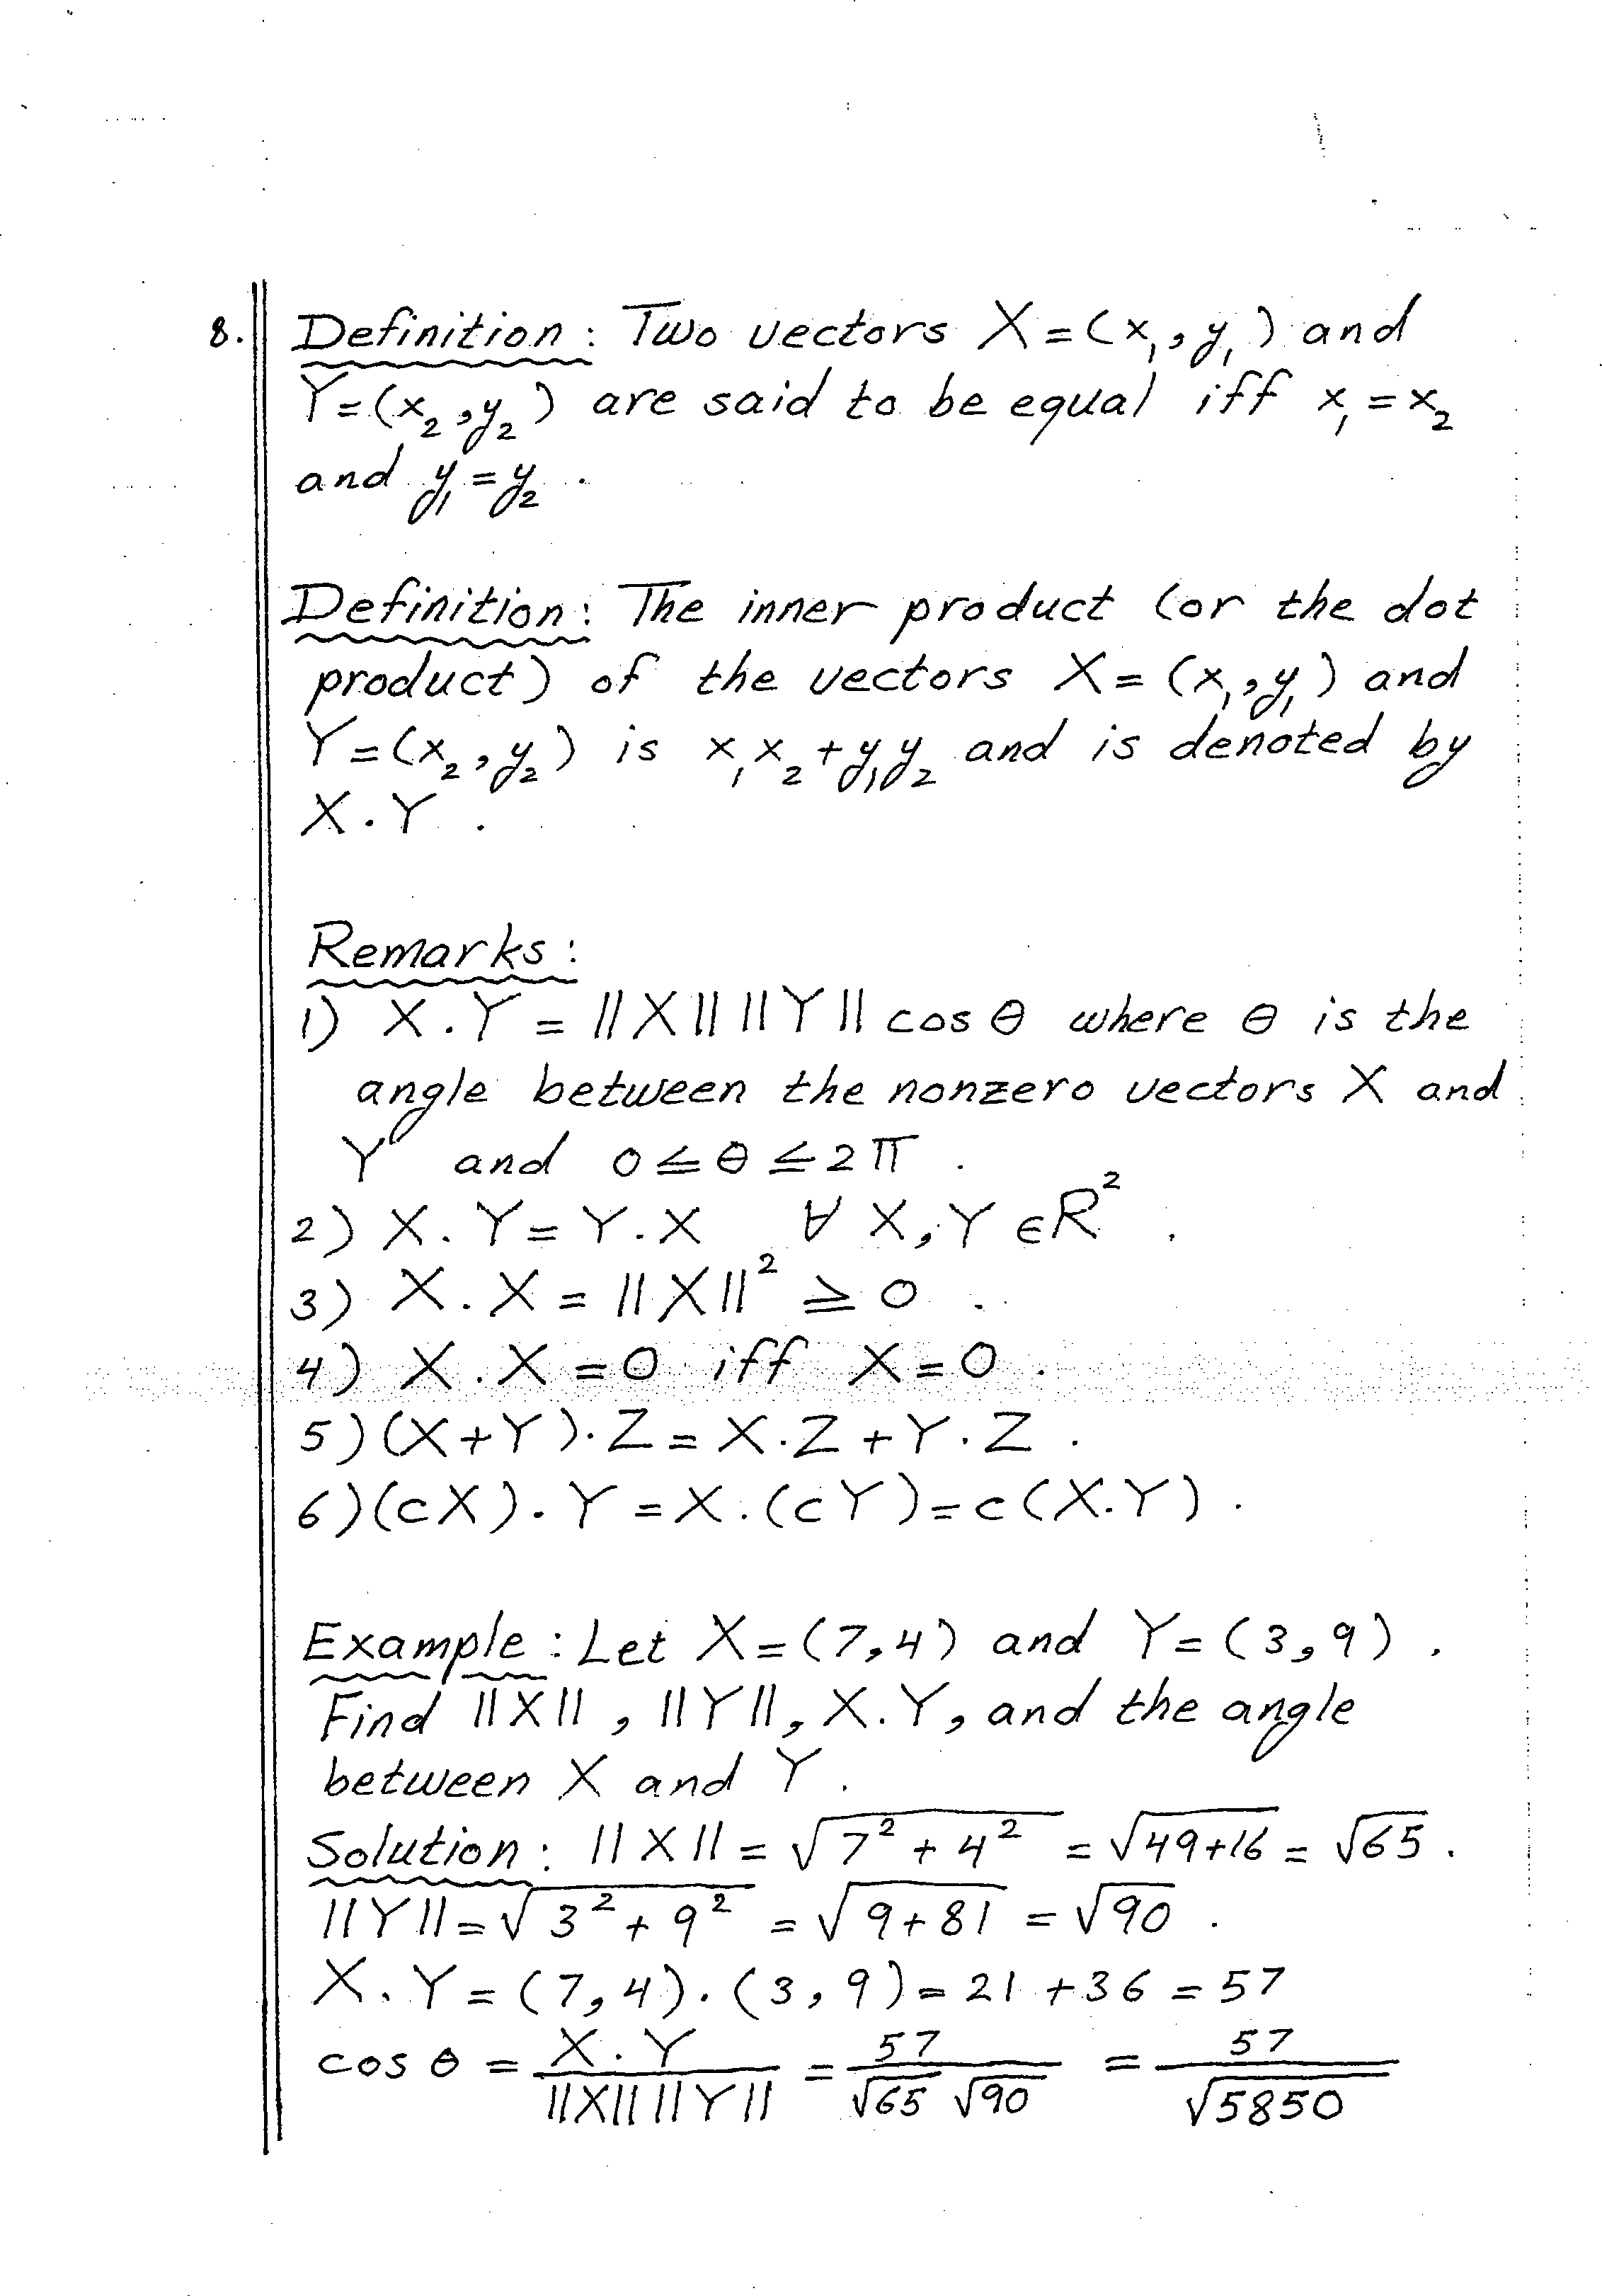 8. Definition: Two vectors X=(x₁,y₁) and
Y=(x₂,y₂) are said to be equal iff x₁=x₂
and y₁=y₂.
Definition: The inner product (or the dot
product) of the vectors X=(x₁,y₁) and
Y=(x₂,y₂) is x₁x₂+y₁y₂ and is denoted by
X.Y.
Remarks:
1) X.Y=||X|| ||Y|| cos θ where θ is the
angle between the nonzero vectors X and
Y and 0≤θ≤2π.
2) X.Y=Y.X ∀ X,Y ∈R².
3) X.X=||X||²≥0.
4) X.X=0 iff X=0.
5) (X+Y).Z=X.Z+Y.Z.
6) (cX).Y=X.(cY)=c(X.Y).
Example: Let X=(7,4) and Y=(3,9).
Find ||X||, ||Y||, X.Y, and the angle
between X and Y.
Solution: ||X||=√(7²+4²)=√(49+16)=√65.
||Y||=√(3²+9²)=√(9+81)=√90.
X.Y=(7,4).(3,9)=21+36=57
cos θ = X.Y / ||X|| ||Y|| = 57 / √65 √90 = 57 / √5850